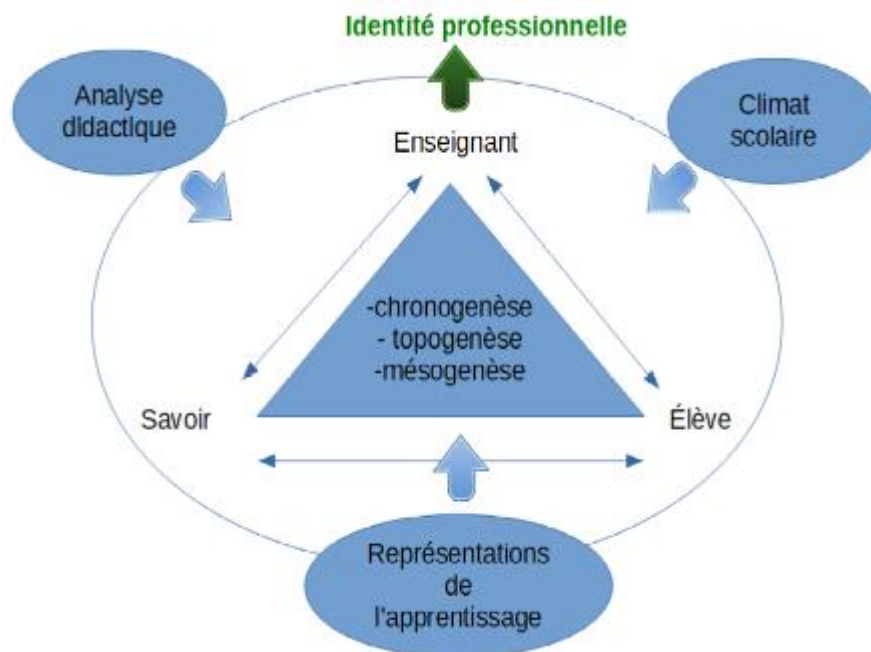 Identité professionnelle
Analyse
didactique
Climat
scolaire
Enseignant
-chronogenèse
- topogenèse
-mésogenèse
Savoir
Élève
Représentations
de
l'apprentissage